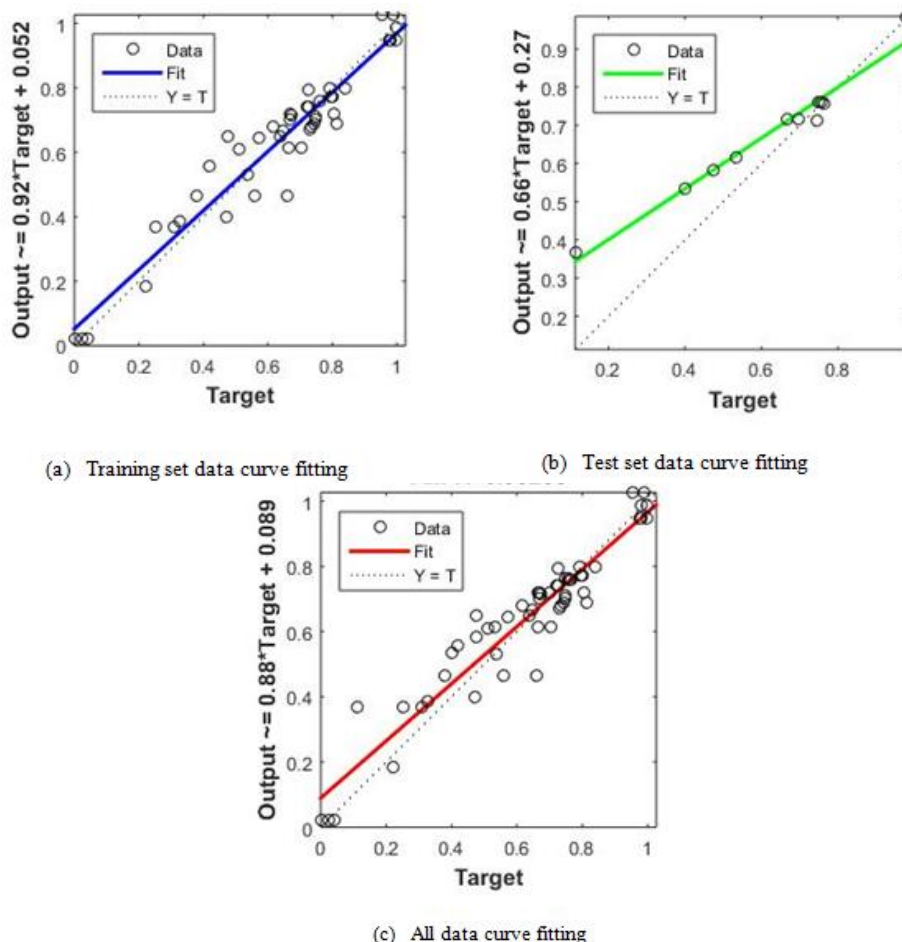 Output ~= 0.92*Target + 0.052
1
0.8
0.6
0.4
0.2
0
Data
Fit
Y = T
0 0.2 0.4 0.6 0.8 1
Target
(a) Training set data curve fitting
Output ~= 0.66*Target + 0.27
0.9
0.8
0.7
0.6
0.5
0.4
0.3
0.2
Data
Fit
Y = T
0.2 0.4 0.6 0.8
Target
(b) Test set data curve fitting
Output ~= 0.88*Target + 0.089
1
0.8
0.6
0.4
0.2
0
Data
Fit
Y = T
0 0.2 0.4 0.6 0.8 1
Target
(c) All data curve fitting